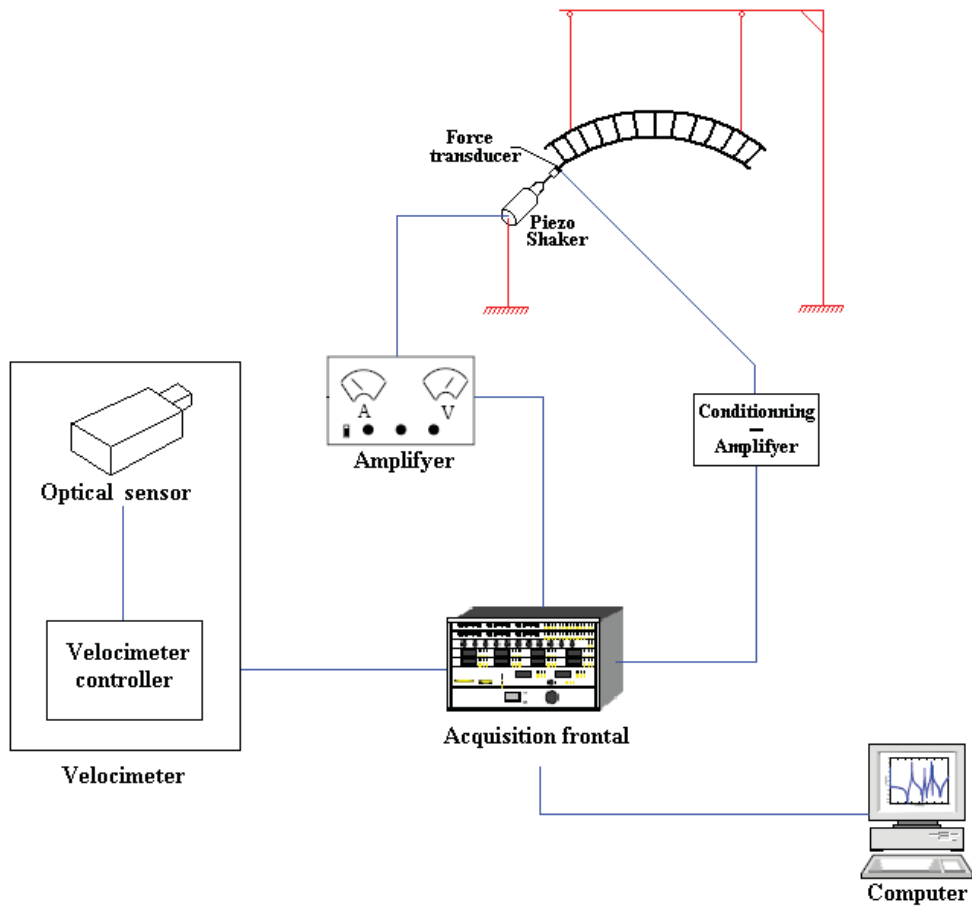 Force
transducer
Piezo
Shaker
A
V
Amplifyer
Conditionning
–
Amplifyer
Optical sensor
Velocimeter
controller
Velocimeter
Acquisition frontal
Computer